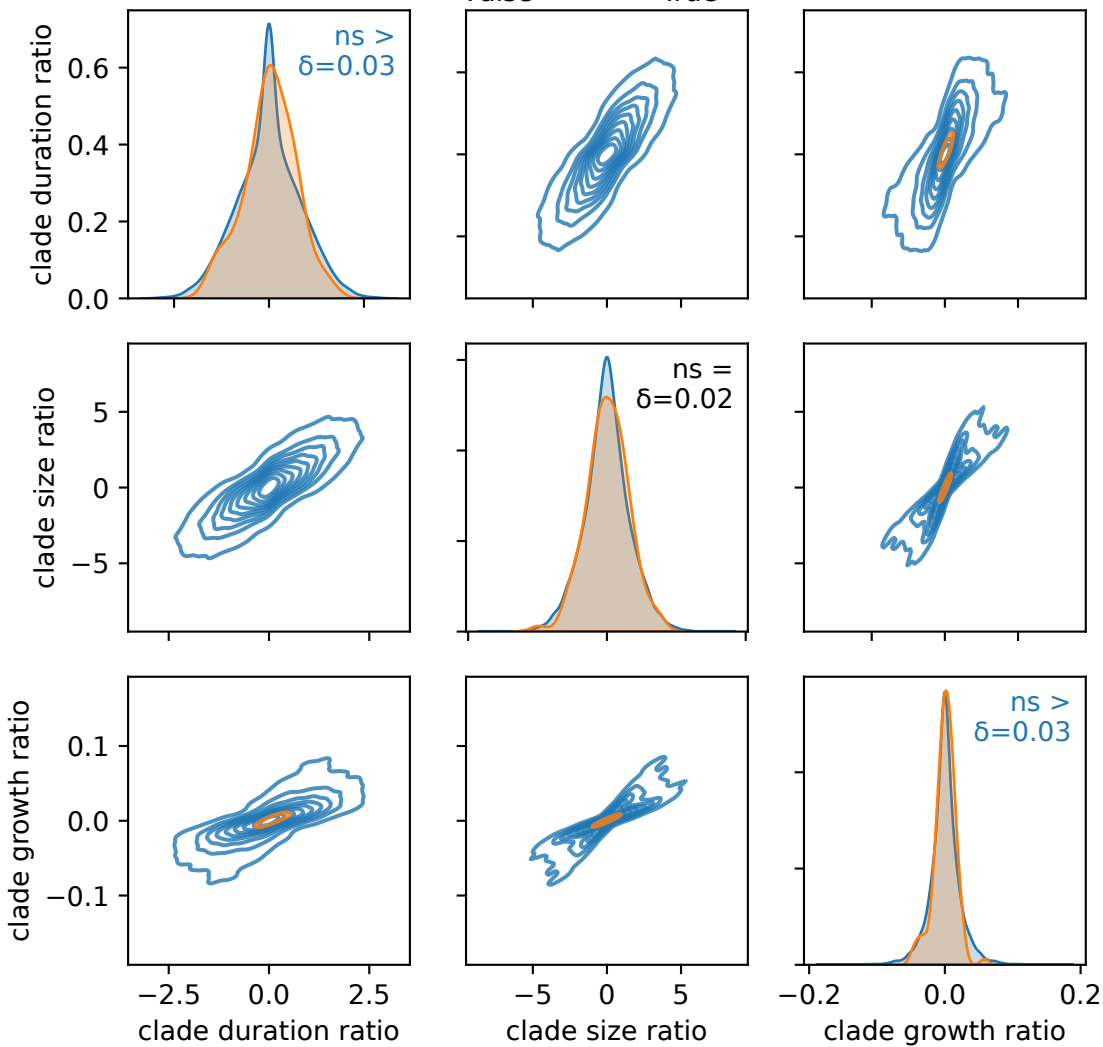 clade duration ratio
0.6
0.4
0.2
0.0
ns >
δ=0.03
clade size ratio
5
0
−5
ns =
δ=0.02
clade growth ratio
0.1
0.0
−0.1
ns >
δ=0.03
−2.5 0.0 2.5
−5 0 5
−0.2 0.0 0.2
clade duration ratio
clade size ratio
clade growth ratio